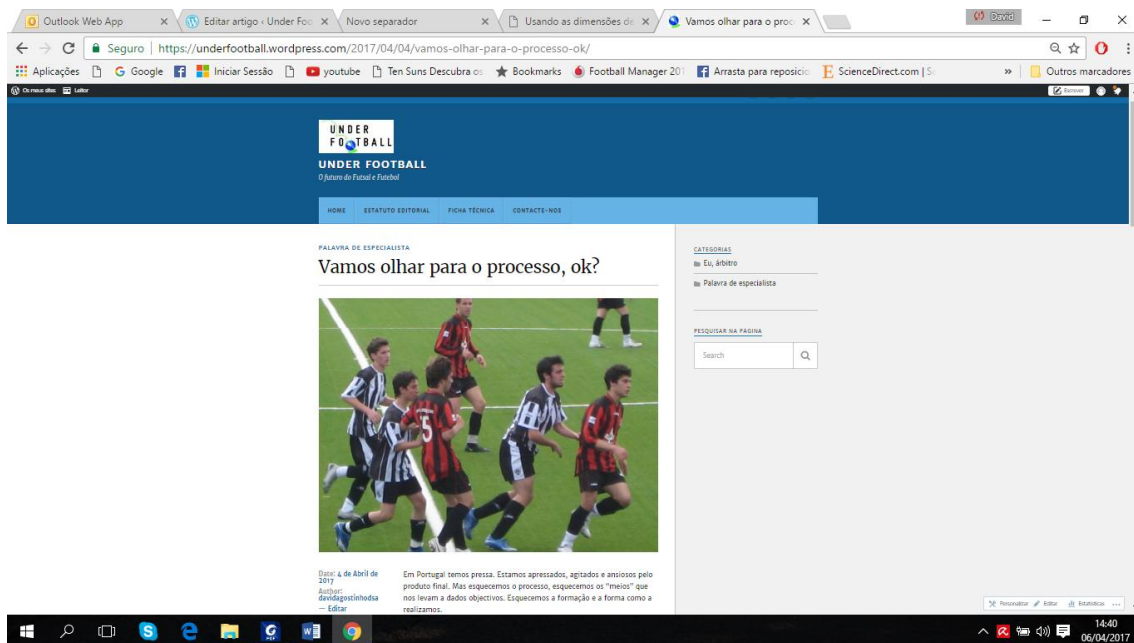 Outlook Web App
Editar artigo ‹ Under Foo
Novo separador
Usando as dimensões de
Vamos olhar para o proc
David
Seguro | https://underfootball.wordpress.com/2017/04/04/vamos-olhar-para-o-processo-ok/
Aplicações Google Iniciar Sessão youtube Ten Suns Descubra os Bookmarks Football Manager 201 Arrasta para reposicio ScienceDirect.com | S » Outros marcadores
Os meus sites Leitor Escrever
UNDER
FOOTBALL
UNDER FOOTBALL
O futuro do Futsal e Futebol
HOME ESTATUTO EDITORIAL FICHA TÉCNICA CONTACTE-NOS
PALAVRA DE ESPECIALISTA
Vamos olhar para o processo, ok?
5
Date: 4 de Abril de
2017
Author:
davidagostinhodsa
— Editar
Em Portugal temos pressa. Estamos apressados, agitados e ansiosos pelo
produto final. Mas esquecemos o processo, esquecemos os “meios” que
nos levam a dados objectivos. Esquecemos a formação e a forma como a
realizamos.
CATEGORIAS
Eu, árbitro
Palavra de especialista
PESQUISAR NA PÁGINA
Search
Personalizar Editar Estatísticas ...
14:40
06/04/2017